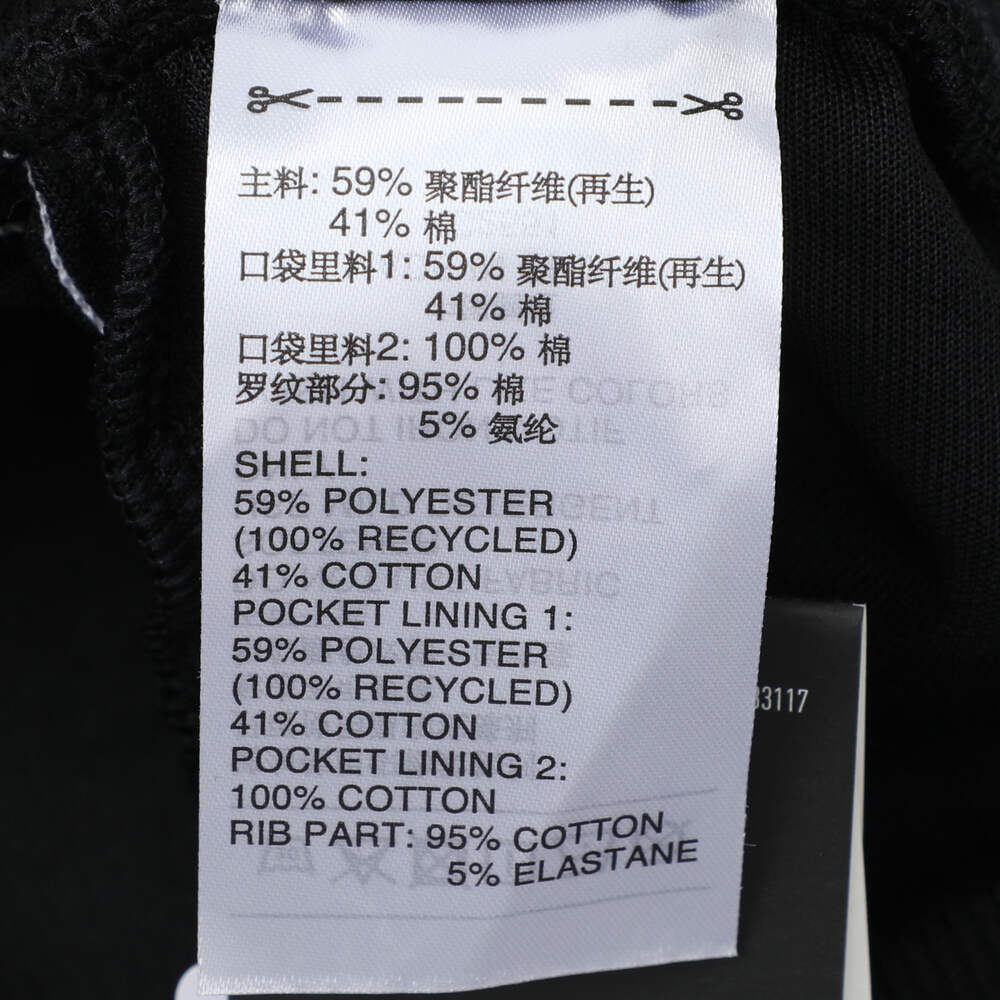 主料: 59% 聚酯纤维(再生)
41% 棉
口袋里料1: 59% 聚酯纤维(再生)
41% 棉
口袋里料2: 100% 棉
罗纹部分: 95% 棉
5% 氨纶
SHELL:
59% POLYESTER
(100% RECYCLED)
41% COTTON
POCKET LINING 1:
59% POLYESTER
(100% RECYCLED)
41% COTTON
POCKET LINING 2:
100% COTTON
RIB PART: 95% COTTON
5% ELASTANE
33117